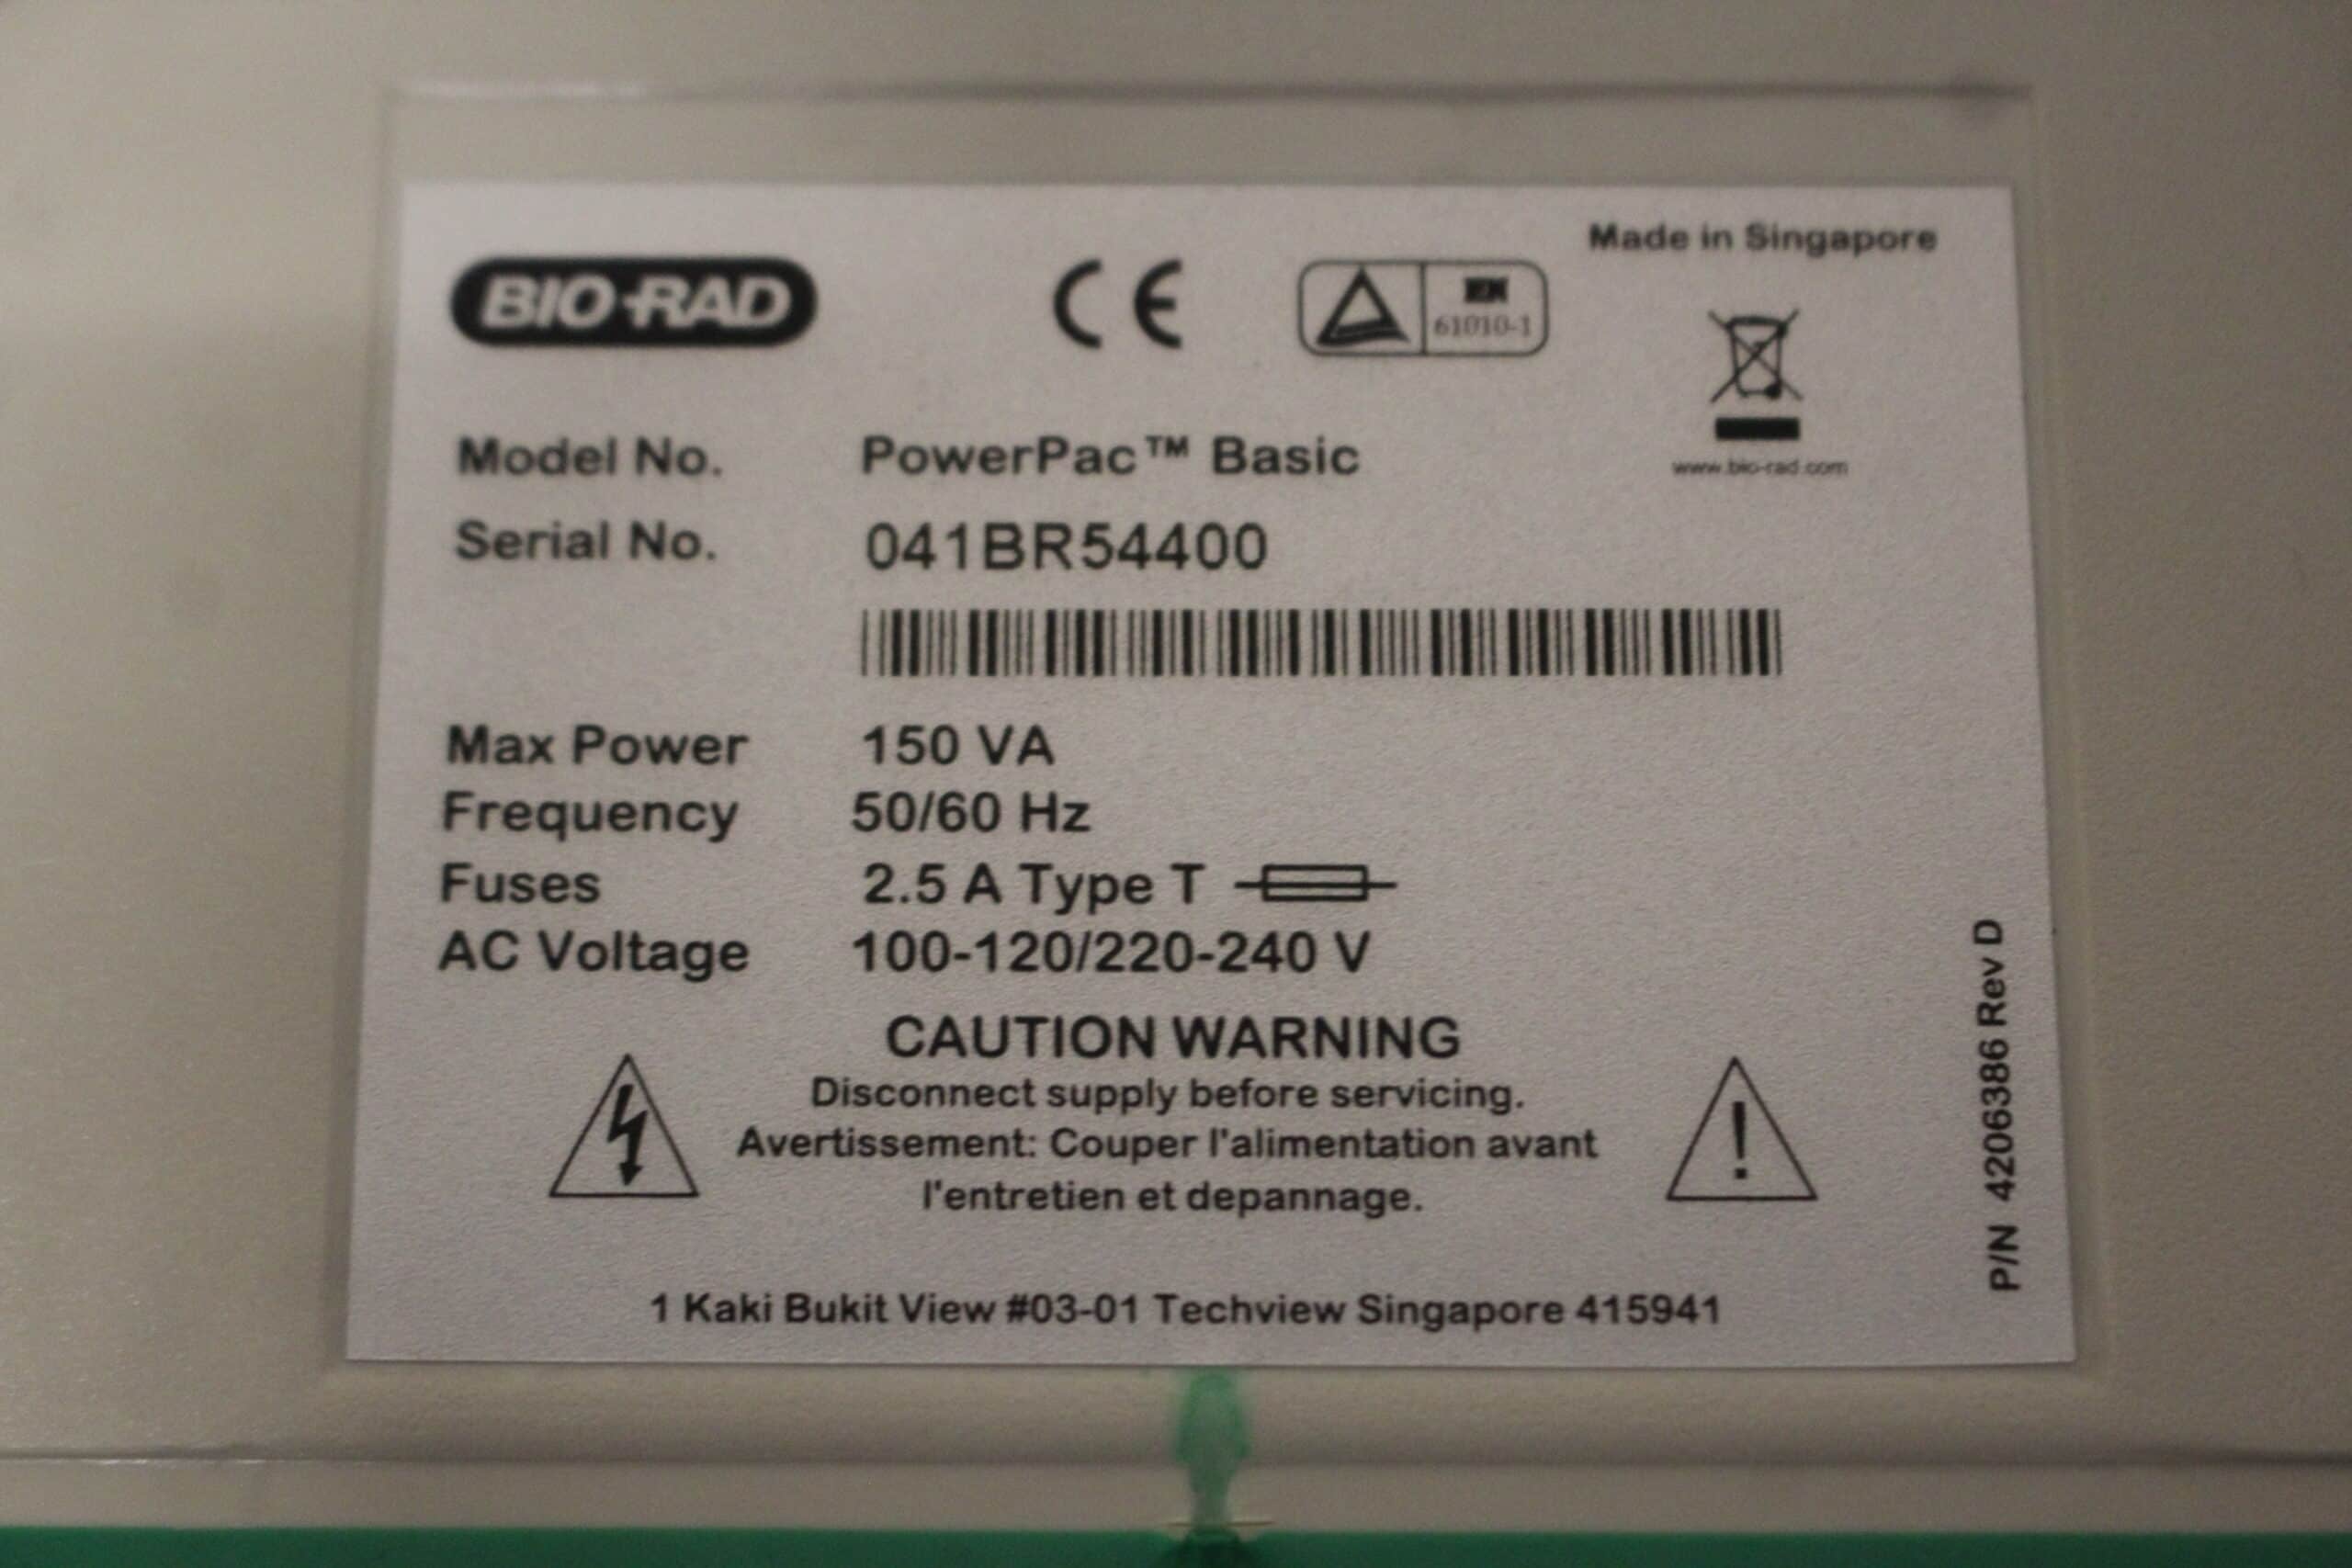 Made in Singapore
BIO-RAD
CE
61010-1
Model No. PowerPac™ Basic
www.bio-rad.com
Serial No. 041BR54400
Max Power 150 VA
Frequency 50/60 Hz
Fuses 2.5 A Type T
AC Voltage 100-120/220-240 V
CAUTION WARNING
Disconnect supply before servicing.
Avertissement: Couper l'alimentation avant
l'entretien et depannage.
1 Kaki Bukit View #03-01 Techview Singapore 415941
P/N 4206386 Rev D